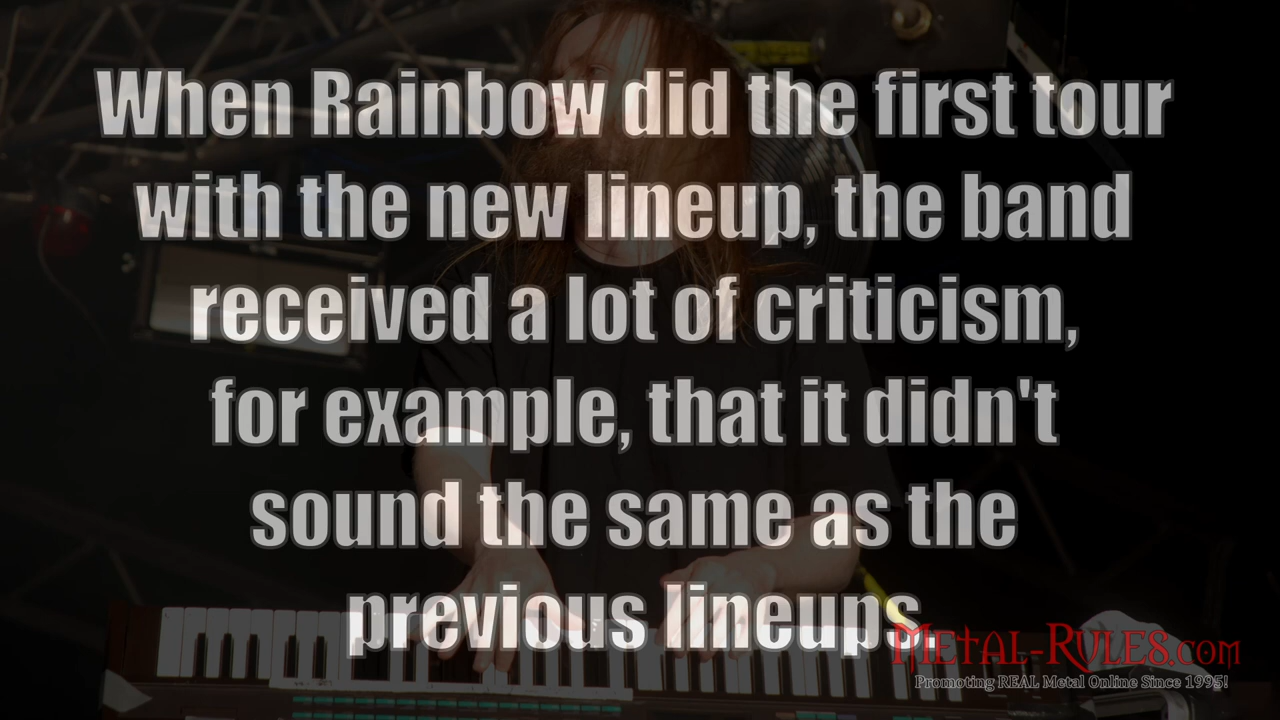 When Rainbow did the first tour
with the new lineup, the band
received a lot of criticism,
for example, that it didn't
sound the same as the
previous lineups.
Metal-Rules.com
Promoting REAL Metal Online Since 1995!